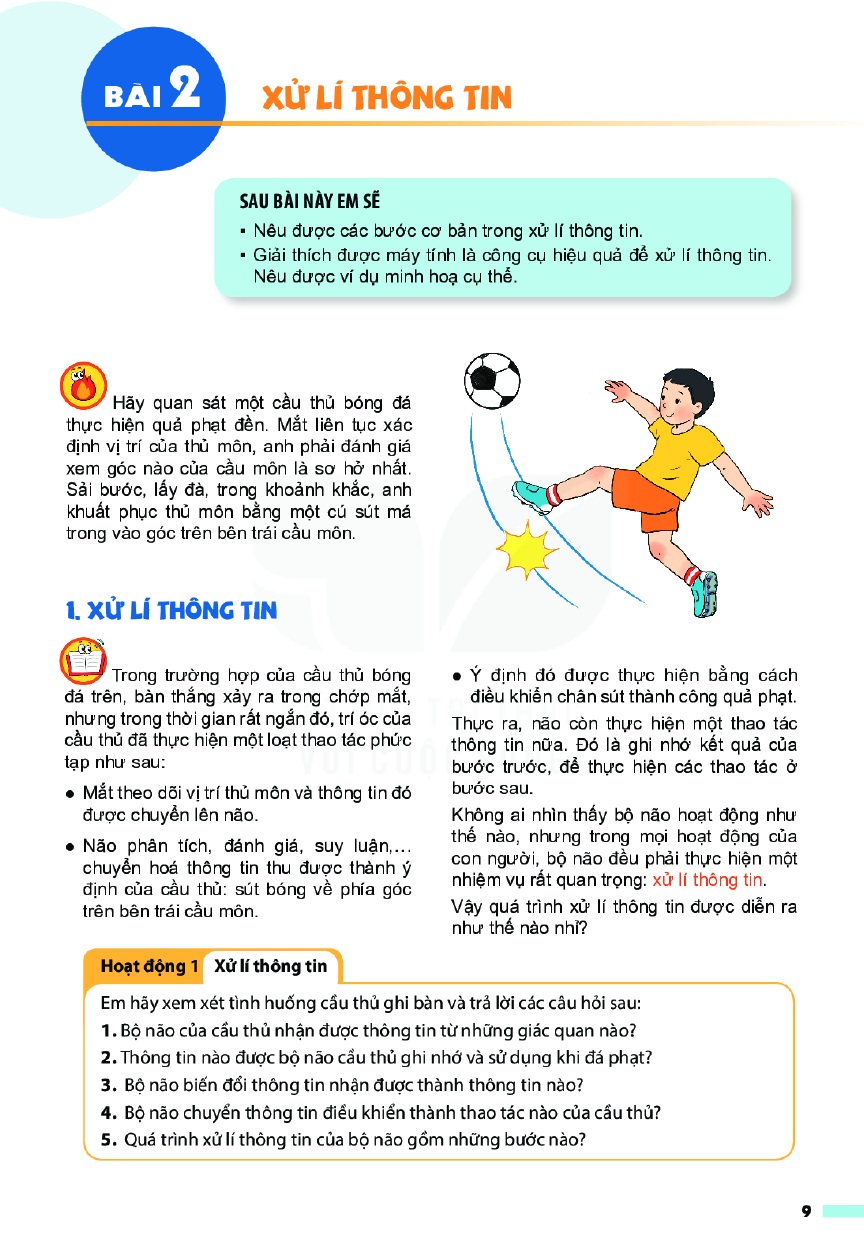 BÀI 2
XỬ LÍ THÔNG TIN
SAU BÀI NÀY EM SẼ
▪ Nêu được các bước cơ bản trong xử lí thông tin.
▪ Giải thích được máy tính là công cụ hiệu quả để xử lí thông tin.
Nêu được ví dụ minh hoạ cụ thể.
Hãy quan sát một cầu thủ bóng đá
thực hiện quả phạt đền. Mắt liên tục xác
định vị trí của thủ môn, anh phải đánh giá
xem góc nào của cầu môn là sơ hở nhất.
Sải bước, lấy đà, trong khoảnh khắc, anh
khuất phục thủ môn bằng một cú sút má
trong vào góc trên bên trái cầu môn.
1. XỬ LÍ THÔNG TIN
Trong trường hợp của cầu thủ bóng
đá trên, bàn thắng xảy ra trong chớp mắt,
nhưng trong thời gian rất ngắn đó, trí óc của
cầu thủ đã thực hiện một loạt thao tác phức
tạp như sau:
● Mắt theo dõi vị trí thủ môn và thông tin đó
được chuyển lên não.
● Não phân tích, đánh giá, suy luận,...
chuyển hoá thông tin thu được thành ý
định của cầu thủ: sút bóng về phía góc
trên bên trái cầu môn.
● Ý định đó được thực hiện bằng cách
điều khiển chân sút thành công quả phạt.
Thực ra, não còn thực hiện một thao tác
thông tin nữa. Đó là ghi nhớ kết quả của
bước trước, để thực hiện các thao tác ở
bước sau.
Không ai nhìn thấy bộ não hoạt động như
thế nào, nhưng trong mọi hoạt động của
con người, bộ não đều phải thực hiện một
nhiệm vụ rất quan trọng: xử lí thông tin.
Vậy quá trình xử lí thông tin được diễn ra
như thế nào nhỉ?
Hoạt động 1 Xử lí thông tin
Em hãy xem xét tình huống cầu thủ ghi bàn và trả lời các câu hỏi sau:
1. Bộ não của cầu thủ nhận được thông tin từ những giác quan nào?
2. Thông tin nào được bộ não cầu thủ ghi nhớ và sử dụng khi đá phạt?
3. Bộ não biến đổi thông tin nhận được thành thông tin nào?
4. Bộ não chuyển thông tin điều khiển thành thao tác nào của cầu thủ?
5. Quá trình xử lí thông tin của bộ não gồm những bước nào?
9